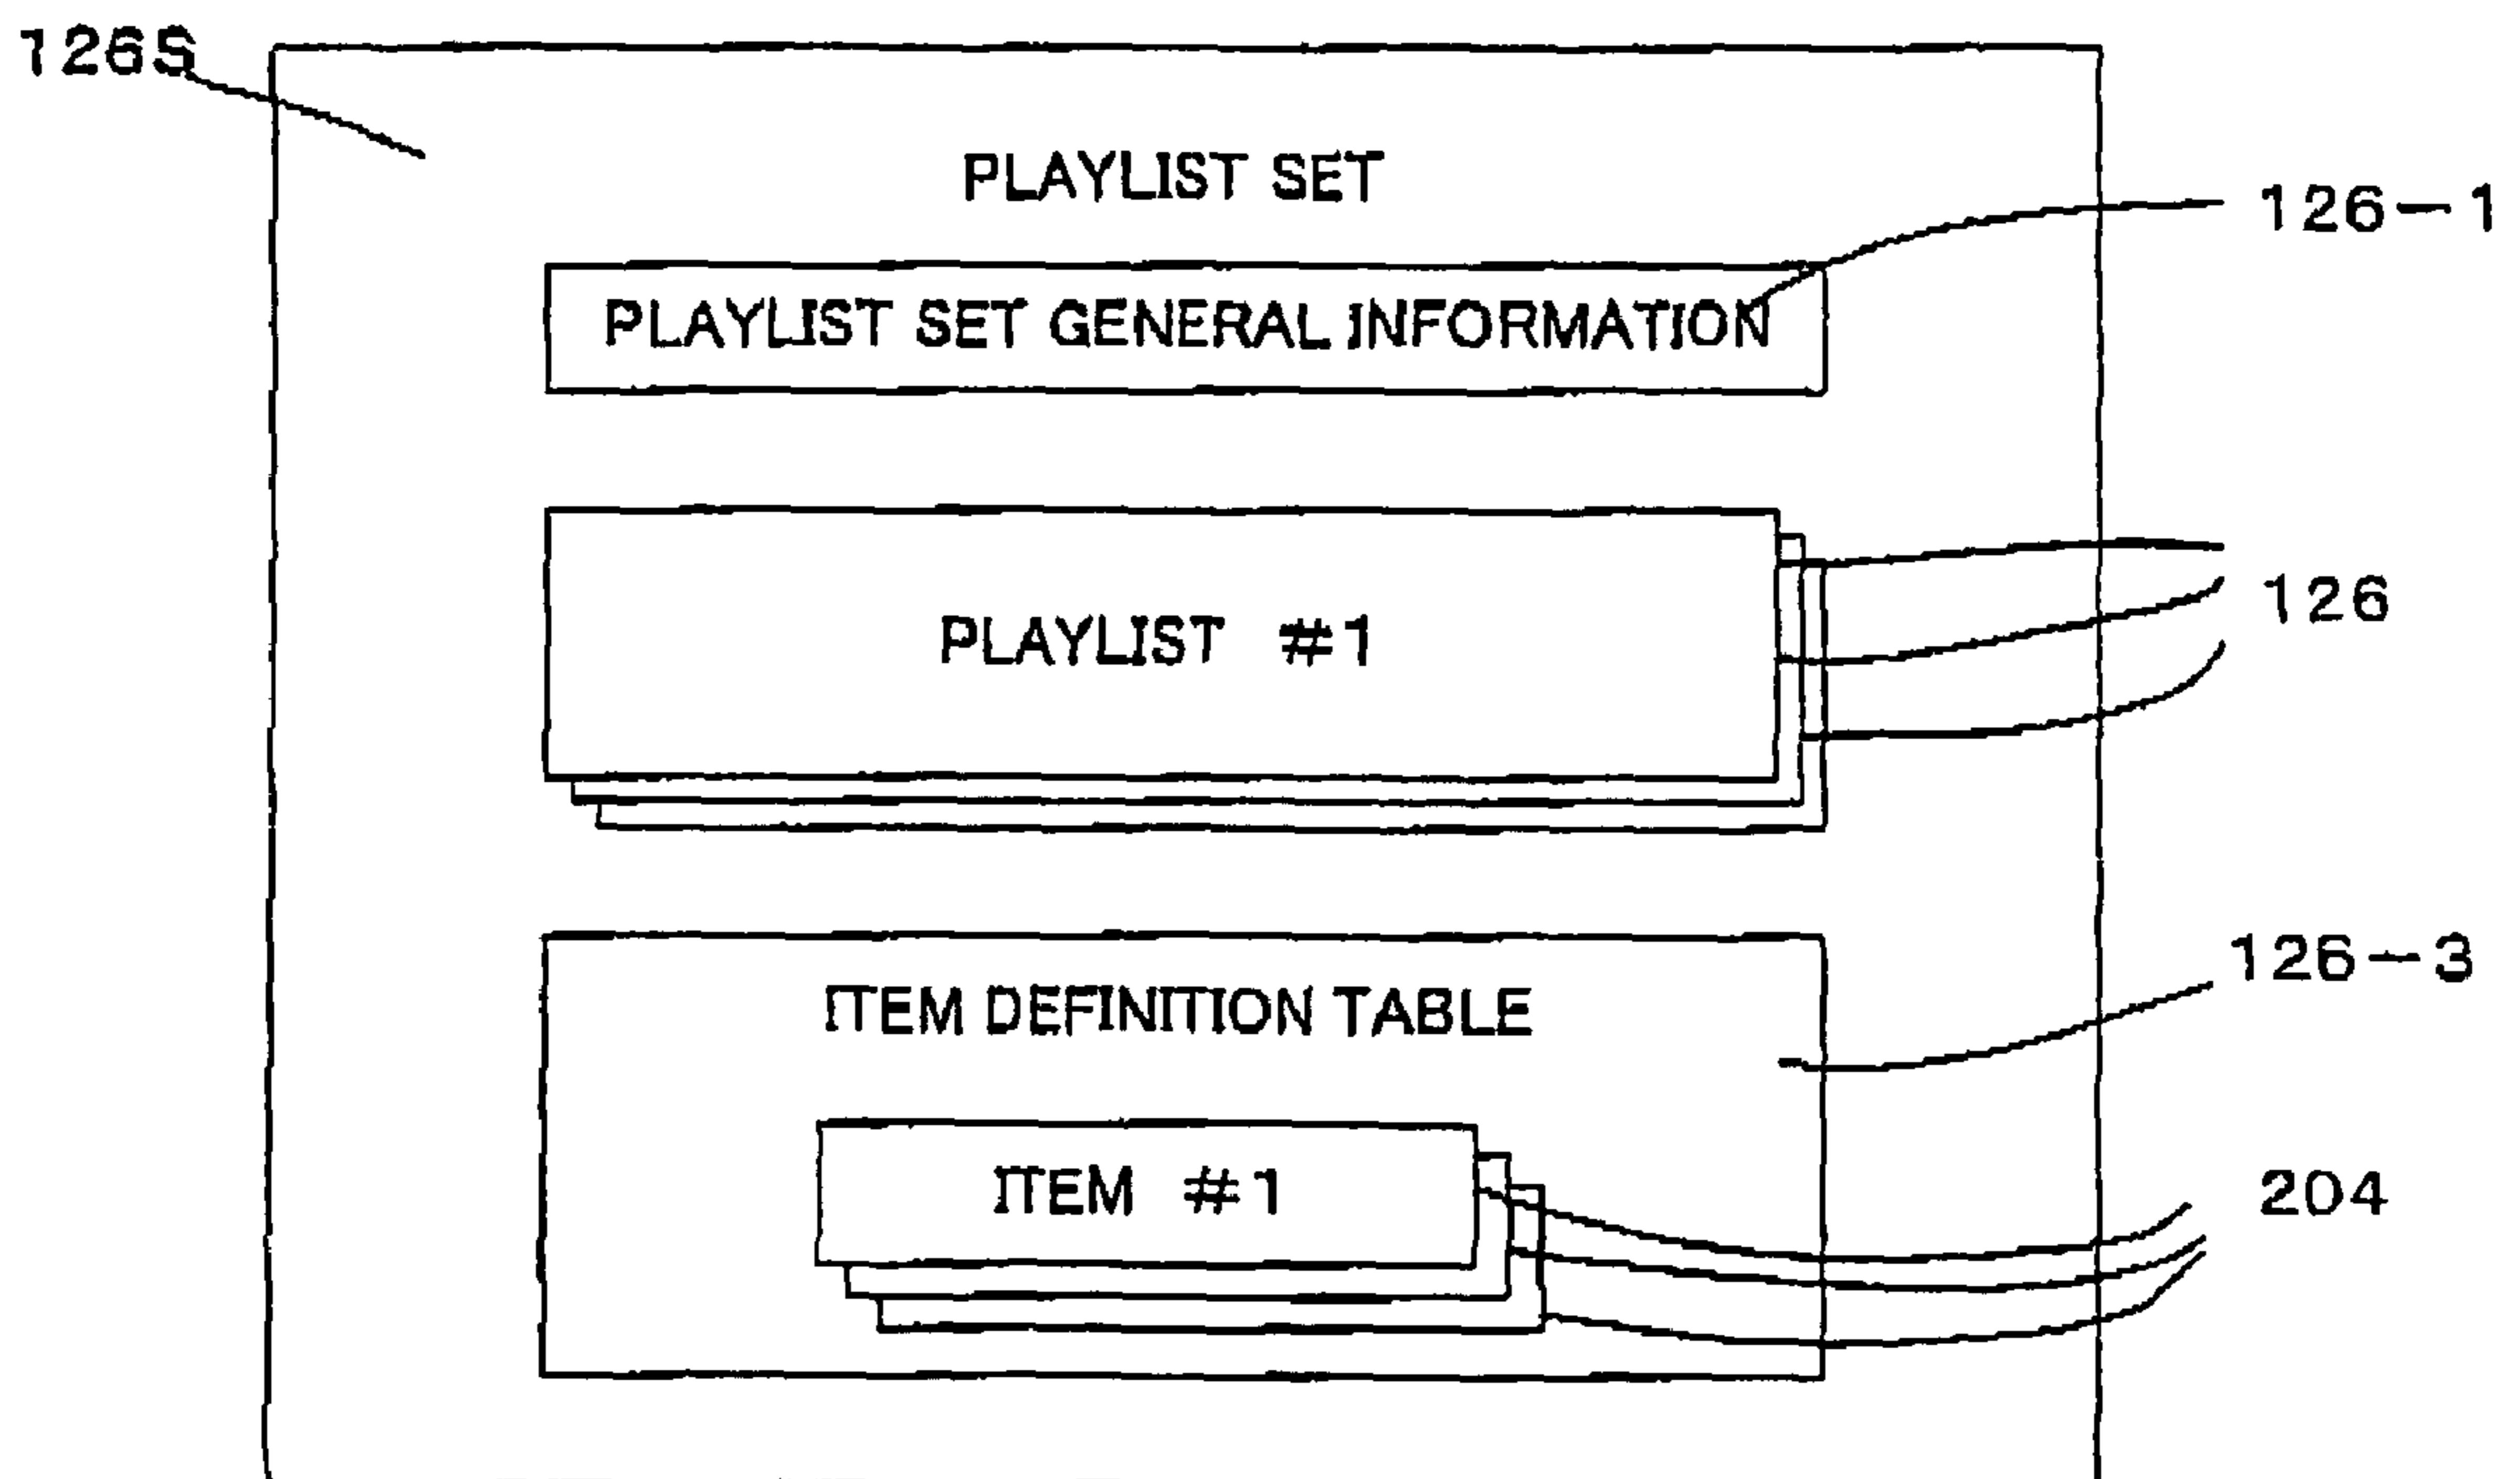 126S
PLAYLIST SET
126-1
PLAYLIST SET GENERAL INFORMATION
PLAYLIST #1
126
126-3
ITEM DEFINITION TABLE
ITEM #1
204